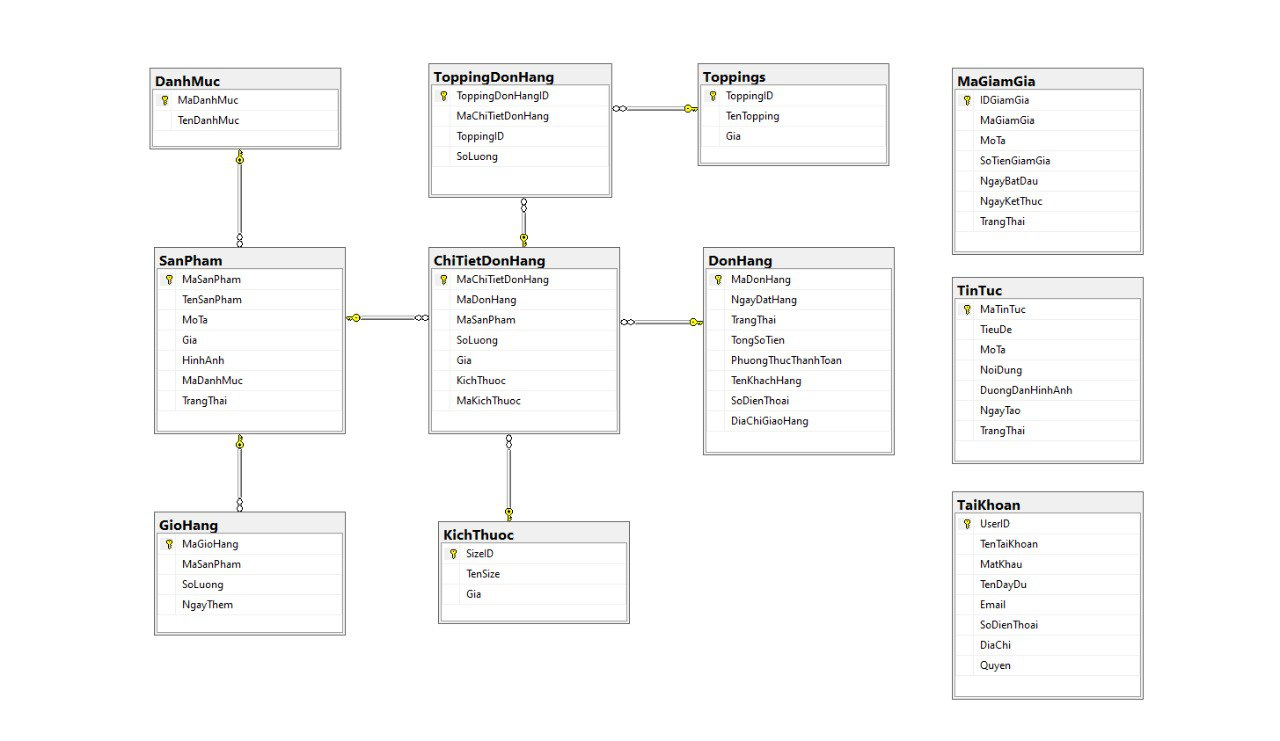 DanhMuc
MaDanhMuc
TenDanhMuc
ToppingDonHang
ToppingDonHangID
MaChiTietDonHang
ToppingID
SoLuong
Toppings
ToppingID
TenTopping
Gia
MaGiamGia
IDGiamGia
MaGiamGia
MoTa
SoTienGiamGia
NgayBatDau
NgayKetThuc
TrangThai
SanPham
MaSanPham
TenSanPham
MoTa
Gia
HinhAnh
MaDanhMuc
TrangThai
ChiTietDonHang
MaChiTietDonHang
MaDonHang
MaSanPham
SoLuong
Gia
KichThuoc
MaKichThuoc
DonHang
MaDonHang
NgayDatHang
TrangThai
TongSoTien
PhuongThucThanhToan
TenKhachHang
SoDienThoai
DiaChiGiaoHang
TinTuc
MaTinTuc
TieuDe
MoTa
NoiDung
DuongDanHinhAnh
NgayTao
TrangThai
GioHang
MaGioHang
MaSanPham
SoLuong
NgayThem
KichThuoc
SizeID
TenSize
Gia
TaiKhoan
UserID
TenTaiKhoan
MatKhau
TenDayDu
Email
SoDienThoai
DiaChi
Quyen